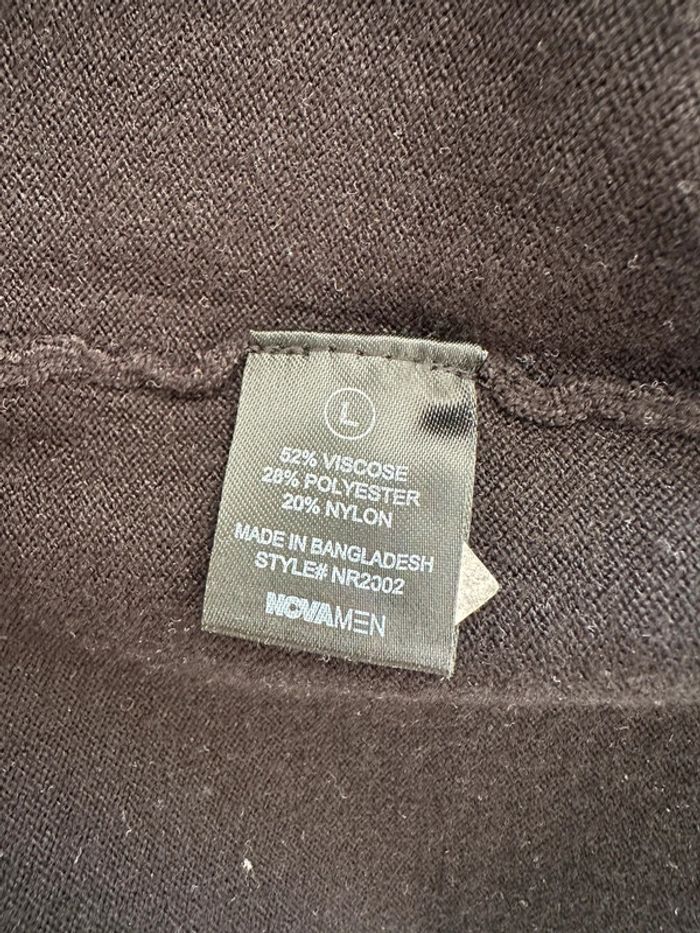 L
52% VISCOSE
28% POLYESTER
20% NYLON
MADE IN BANGLADESH
STYLE# NR2002
NOVAMEN